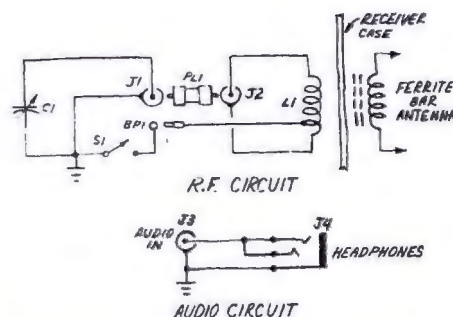 RECEIVER
CASE
J1
PL1
J2
L1
C1
S1
BP1
FERRITE
BAR
ANTENNA
R.F. CIRCUIT
J3
J4
AUDIO
IN
HEADPHONES
AUDIO CIRCUIT